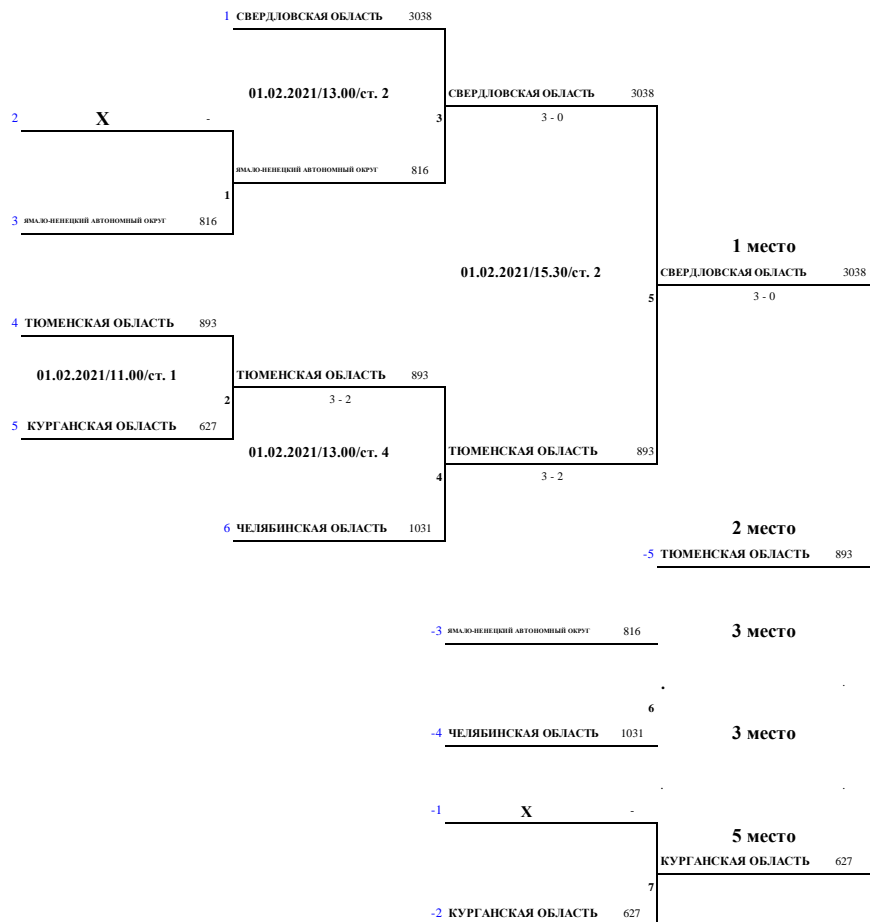 1 СВЕРДЛОВСКАЯ ОБЛАСТЬ 3038
01.02.2021/13.00/ст. 2
СВЕРДЛОВСКАЯ ОБЛАСТЬ 3038
2 X -
3
3 - 0
ЯМАЛО-НЕНЕЦКИЙ АВТОНОМНЫЙ ОКРУГ 816
1
3 ЯМАЛО-НЕНЕЦКИЙ АВТОНОМНЫЙ ОКРУГ 816
1 место
01.02.2021/15.30/ст. 2
СВЕРДЛОВСКАЯ ОБЛАСТЬ 3038
5
3 - 0
4 ТЮМЕНСКАЯ ОБЛАСТЬ 893
01.02.2021/11.00/ст. 1
ТЮМЕНСКАЯ ОБЛАСТЬ 893
2
3 - 2
5 КУРГАНСКАЯ ОБЛАСТЬ 627
01.02.2021/13.00/ст. 4
ТЮМЕНСКАЯ ОБЛАСТЬ 893
4
3 - 2
6 ЧЕЛЯБИНСКАЯ ОБЛАСТЬ 1031
2 место
-5 ТЮМЕНСКАЯ ОБЛАСТЬ 893
-3 ЯМАЛО-НЕНЕЦКИЙ АВТОНОМНЫЙ ОКРУГ 816
3 место
. .
6
-4 ЧЕЛЯБИНСКАЯ ОБЛАСТЬ 1031
3 место
. .
-1 X -
5 место
КУРГАНСКАЯ ОБЛАСТЬ 627
7
-2 КУРГАНСКАЯ ОБЛАСТЬ 627